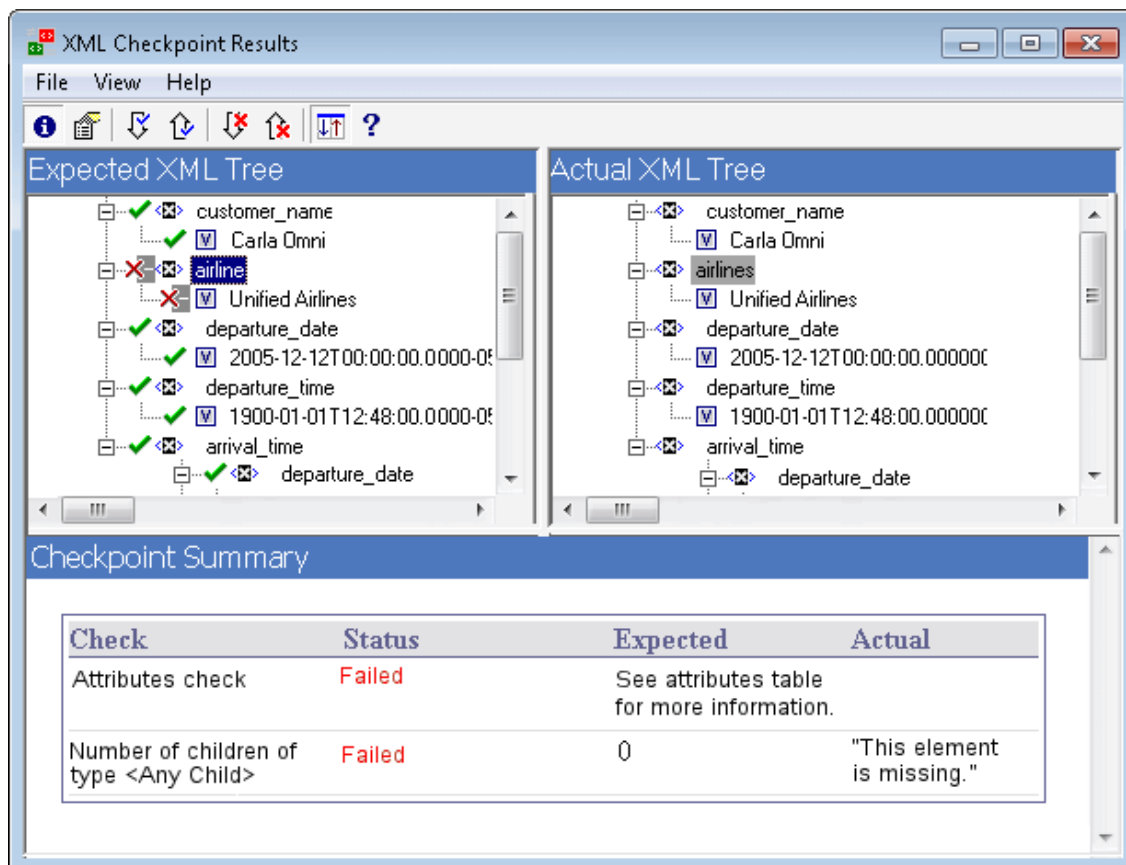 XML Checkpoint Results
File View Help
Expected XML Tree
customer_name
Carla Omni
airline
Unified Airlines
departure_date
2005-12-12T00:00:00.0000-05
departure_time
1900-01-01T12:48:00.0000-05
arrival_time
departure_date
Actual XML Tree
customer_name
Carla Omni
airlines
Unified Airlines
departure_date
2005-12-12T00:00:00.000000
departure_time
1900-01-01T12:48:00.000000
arrival_time
departure_date
Checkpoint Summary
Check Status Expected Actual
Attributes check Failed See attributes table
for more information.
Number of children of Failed 0 "This element
type <Any Child> is missing."